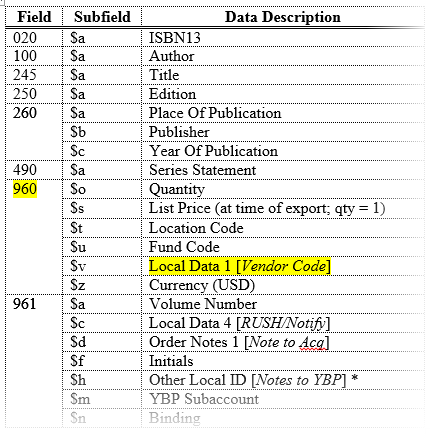 Field Subfield Data Description
020 $a ISBN13
100 $a Author
245 $a Title
250 $a Edition
260 $a Place Of Publication
$b Publisher
$c Year Of Publication
490 $a Series Statement
960 $o Quantity
$s List Price (at time of export; qty = 1)
$t Location Code
$u Fund Code
$v Local Data 1 [Vendor Code]
$z Currency (USD)
961 $a Volume Number
$c Local Data 4 [RUSH/Notify]
$d Order Notes 1 [Note to Acq]
$f Initials
$h Other Local ID [Notes to YBP] *
$m YBP Subaccount
$n Binding